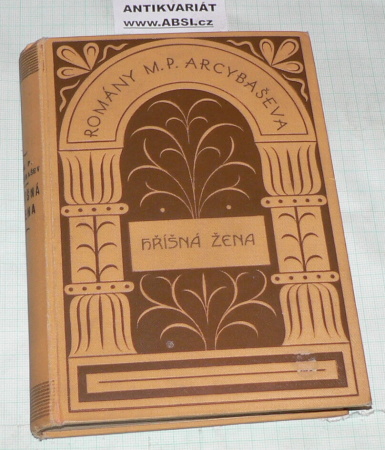 ANTIKVARIÁT
www.ABSI.cz
ROMÁNY M.P. ARCYBAŠEVA
HŘÍŠNÁ ŽENA